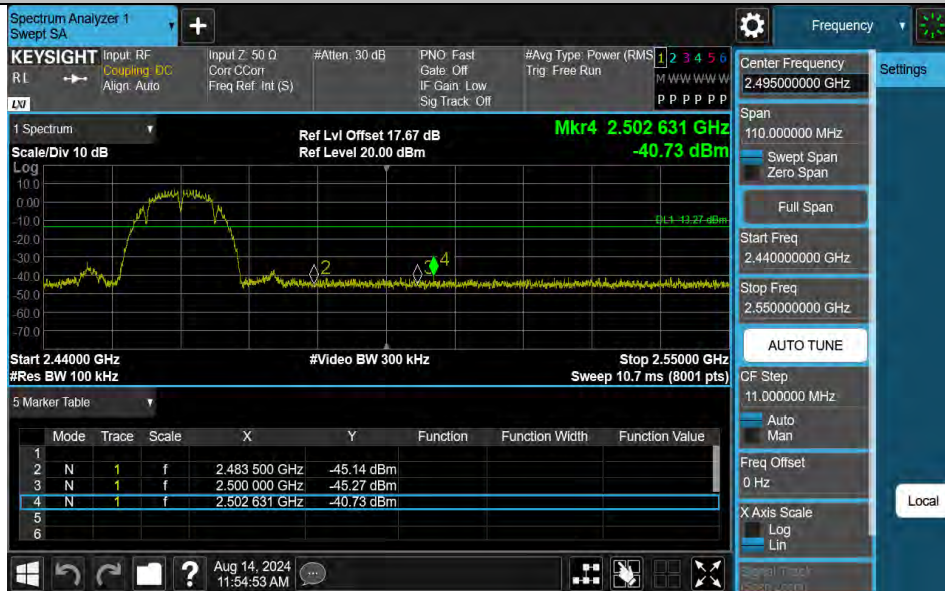 Spectrum Analyzer 1
Swept SA
+
Frequency
KEYSIGHT
RL
LXI
Input: RF
Coupling: DC
Align: Auto
Input Z: 50 Ω
Corr CCorr
Freq Ref: Int (S)
#Atten: 30 dB
PNO: Fast
Gate: Off
IF Gain: Low
Sig Track: Off
#Avg Type: Power (RMS
Trig: Free Run
1 2 3 4 5 6
M W W W W W
P P P P P P
1 Spectrum
Scale/Div 10 dB
Ref Lvl Offset 17.67 dB
Ref Level 20.00 dBm
Mkr4 2.502 631 GHz
-40.73 dBm
Log
10.0
0.00
-10.0
-20.0
-30.0
-40.0
-50.0
-60.0
-70.0
DL1 -13.27 dBm
2
3
4
Start 2.44000 GHz
#Res BW 100 kHz
#Video BW 300 kHz
Stop 2.55000 GHz
Sweep 10.7 ms (8001 pts)
5 Marker Table
Mode Trace Scale X Y Function Function Width Function Value
1
2 N 1 f 2.483 500 GHz -45.14 dBm
3 N 1 f 2.500 000 GHz -45.27 dBm
4 N 1 f 2.502 631 GHz -40.73 dBm
5
6
?
Aug 14, 2024
11:54:53 AM
Center Frequency
2.495000000 GHz
Settings
Span
110.000000 MHz
Swept Span
Zero Span
Full Span
Start Freq
2.440000000 GHz
Stop Freq
2.550000000 GHz
AUTO TUNE
CF Step
11.000000 MHz
Auto
Man
Freq Offset
0 Hz
X Axis Scale
Log
Lin
Signal Track
Local